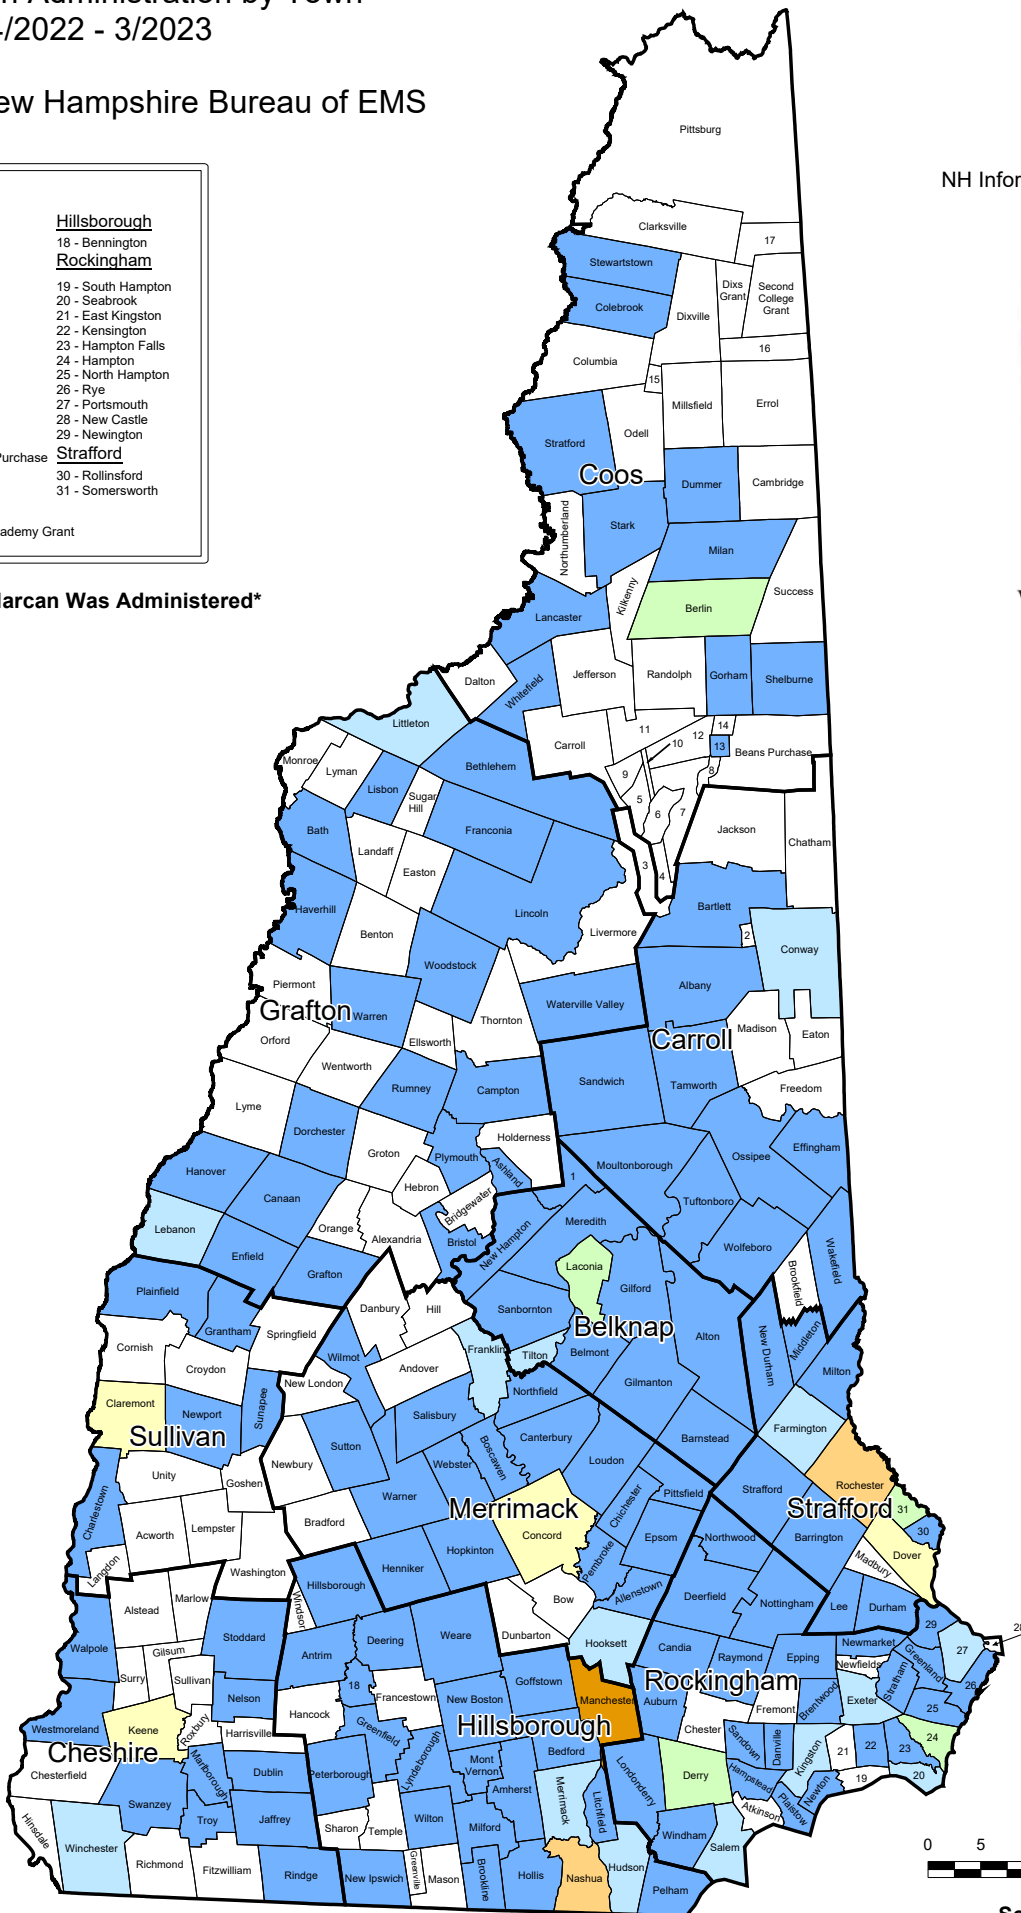 n Administration by Town
4/2022 - 3/2023
ew Hampshire Bureau of EMS
NH Infor
Hillsborough
18 - Bennington
Rockingham
19 - South Hampton
20 - Seabrook
21 - East Kingston
22 - Kensington
23 - Hampton Falls
24 - Hampton
25 - North Hampton
26 - Rye
27 - Portsmouth
28 - New Castle
29 - Newington
Purchase
Strafford
30 - Rollinsford
31 - Somersworth
ademy Grant
Narcan Was Administered*
Pittsburg
Clarksville
17
Stewartstown
Dixs
Grant
Second
College
Grant
Colebrook
Dixville
16
Columbia
15
Millsfield
Errol
Odell
Stratford
Coos
Dummer
Cambridge
Northumberland
Stark
Milan
Kilkenny
Success
Berlin
Lancaster
Dalton
Whitefield
Jefferson
Randolph
Gorham
Shelburne
Littleton
11
14
12
10
13
Carroll
Beans Purchase
Monroe
Lyman
Bethlehem
9
8
Lisbon
Sugar
Hill
5
6
7
Bath
Franconia
Jackson
Chatham
Landaff
Easton
3
4
Haverhill
Lincoln
Bartlett
Benton
Livermore
2
Conway
Woodstock
Piermont
Albany
Grafton
Warren
Waterville Valley
Thornton
Madison
Eaton
Orford
Ellsworth
Carroll
Wentworth
Rumney
Campton
Sandwich
Tamworth
Freedom
Lyme
Dorchester
Holderness
Effingham
Groton
Plymouth
Ashland
Moultonborough
Ossipee
Hanover
Hebron
1
Canaan
Bridgewater
Tuftonboro
Lebanon
Orange
Alexandria
Bristol
New Hampton
Meredith
Wolfeboro
Wakefield
Enfield
Grafton
Laconia
Gilford
Brookfield
Plainfield
Danbury
Hill
Sanbornton
Belknap
Grantham
Springfield
Alton
New Durham
Middleton
Cornish
Wilmot
Franklin
Tilton
Belmont
Croydon
Andover
Milton
New London
Northfield
Gilmanton
Claremont
Newport
Sunapee
Salisbury
Farmington
Sullivan
Sutton
Canterbury
Barnstead
Newbury
Webster
Boscawen
Loudon
Unity
Goshen
Rochester
Charlestown
Warner
Pittsfield
Strafford
Strafford
Merrimack
Chichester
31
Acworth
Lempster
Bradford
Concord
30
Hopkinton
Epsom
Northwood
Barrington
Dover
Langdon
Washington
Henniker
Pembroke
Madbury
Hillsborough
Allenstown
Deerfield
Nottingham
Lee
Durham
Alstead
Marlow
Windsor
Bow
Dunbarton
29
28
Walpole
Stoddard
Deering
Weare
Hooksett
Candia
Raymond
Epping
Newmarket
Greenland
27
Gilsum
Antrim
Newfields
Surry
Sullivan
18
Goffstown
Rockingham
Stratham
26
Nelson
Hancock
Francestown
New Boston
Manchester
Auburn
Fremont
Brentwood
Exeter
25
Westmoreland
Keene
Roxbury
Harrisville
Greenfield
Hillsborough
Chester
Sandown
Danville
24
Cheshire
Lyndeborough
Bedford
Kingston
21
22
23
Chesterfield
Marlborough
Dublin
Peterborough
Mont
Vernon
Londonderry
Derry
Hampstead
19
20
Swanzey
Amherst
Merrimack
Litchfield
Plaistow
Newton
Hinsdale
Troy
Jaffrey
Wilton
Atkinson
Milford
Sharon
Temple
Windham
Salem
Winchester
Richmond
Fitzwilliam
Rindge
New Ipswich
Greenville
Mason
Brookline
Hollis
Nashua
Hudson
Pelham
0
5